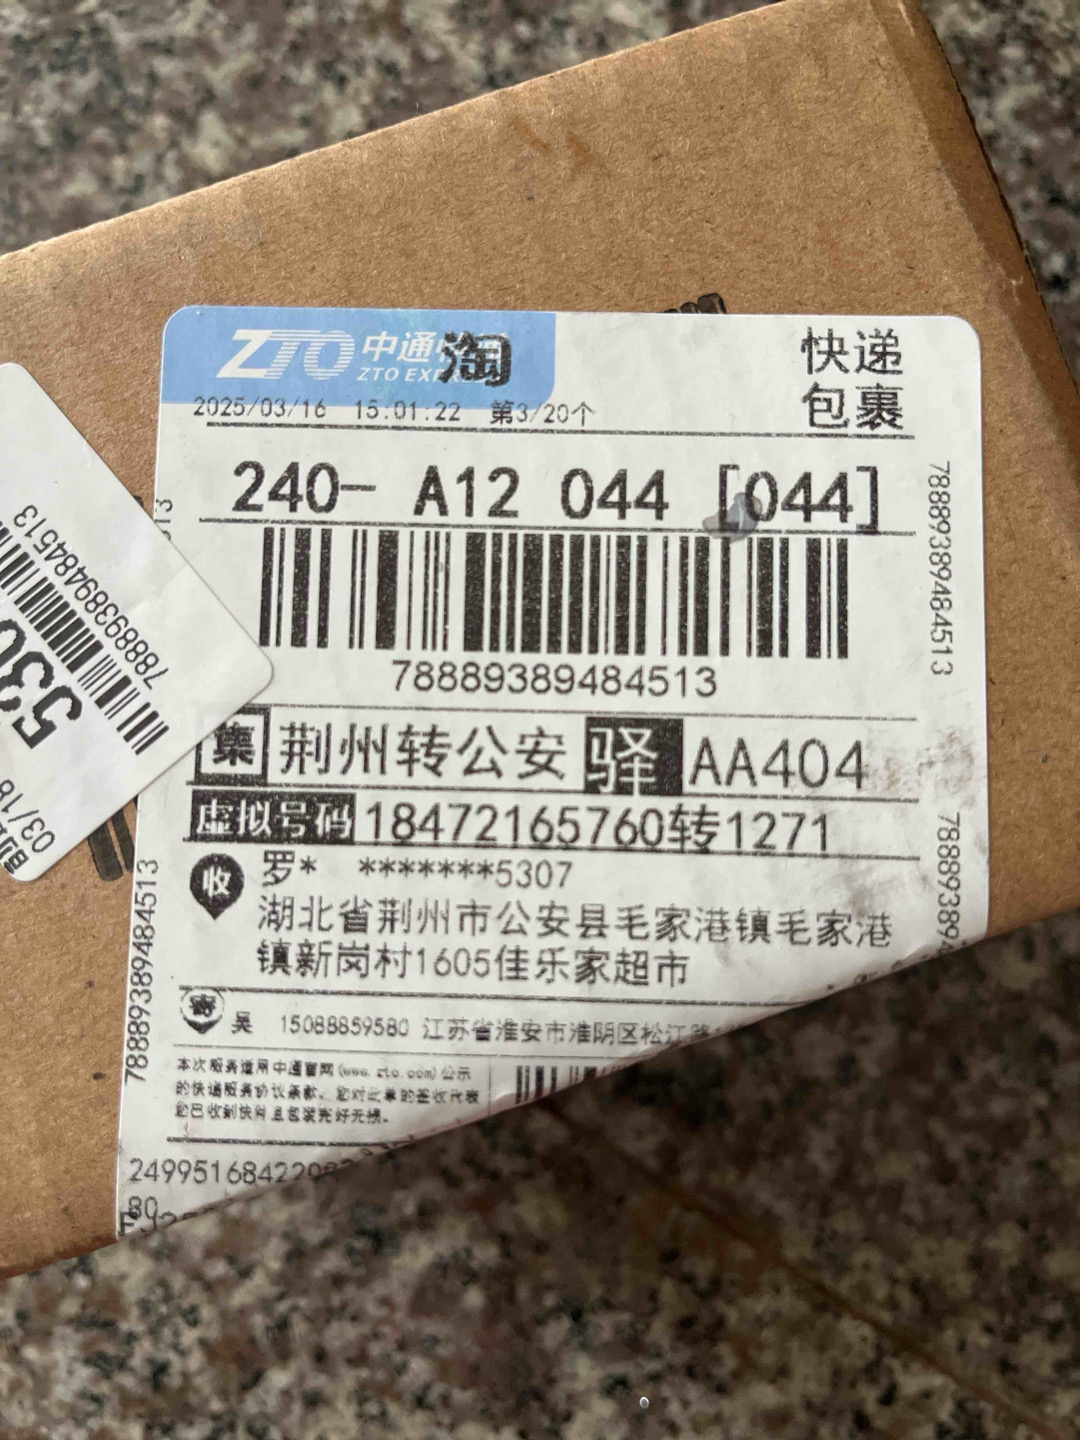 ZTO 中通快 淘
ZTO EXPRE
快递
包裹
2025/03/16 15:01:22 第3/20个
240- A12 044 [044]
78889389484513
集 荆州转公安 驿 AA404
虚拟号码 18472165760转1271
收 罗* *******5307
湖北省荆州市公安县毛家港镇毛家港
镇新岗村1605佳乐家超市
寄 吴 15088859580 江苏省淮安市淮阴区松江路
本次服务适用中通官网(www.zto.com)公示
的快递服务协议条款。您对此单的签收代表
您已收到快件且包装完好无损。
24995168422
80
78889389484513
788893894
78889389484513
13
78889389484513
530
03/18